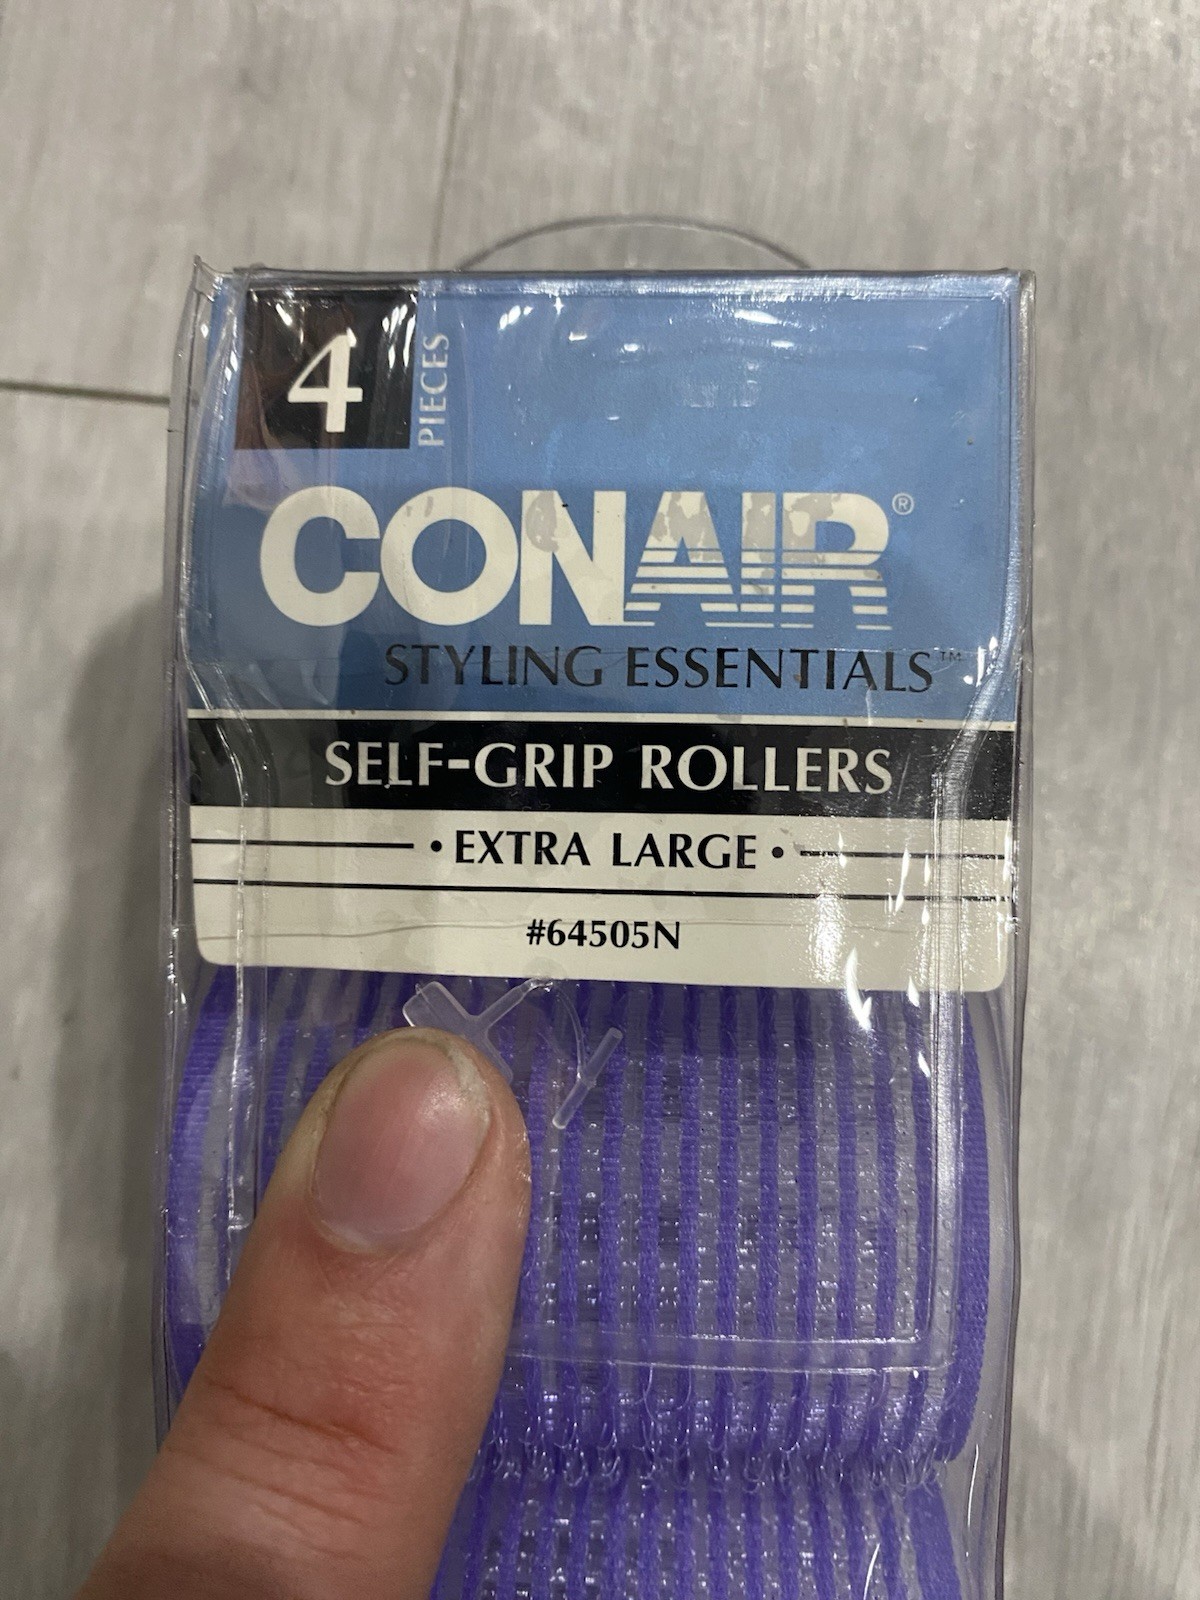 4
PIECES
CONAIR®
STYLING ESSENTIALS™
SELF-GRIP ROLLERS
• EXTRA LARGE •
#64505N